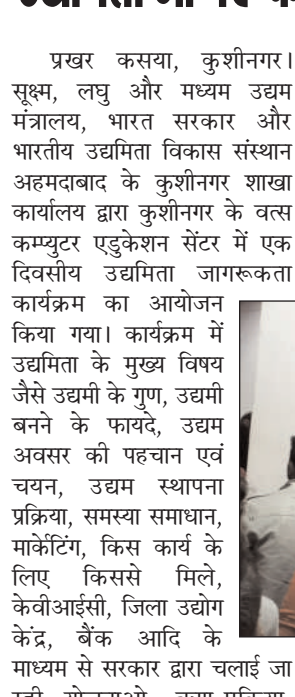 प्रखर कसया, कुशीनगर।
सूक्ष्म, लघु और मध्यम उद्यम
मंत्रालय, भारत सरकार और
भारतीय उद्यमिता विकास संस्थान
अहमदाबाद के कुशीनगर शाखा
कार्यालय द्वारा कुशीनगर के वत्स
कम्प्युटर एडुकेशन सेंटर में एक
दिवसीय उद्यमिता जागरूकता
कार्यक्रम का आयोजन
किया गया। कार्यक्रम में
उद्यमिता के मुख्य विषय
जैसे उद्यमी के गुण, उद्यमी
बनने के फायदे, उद्यम
अवसर की पहचान एवं
चयन, उद्यम स्थापना
प्रक्रिया, समस्या समाधान,
मार्केटिंग, किस कार्य के
लिए किससे मिले,
केवीआईसी, जिला उद्योग
केंद्र, बैंक आदि के
माध्यम से सरकार द्वारा चलाई जा